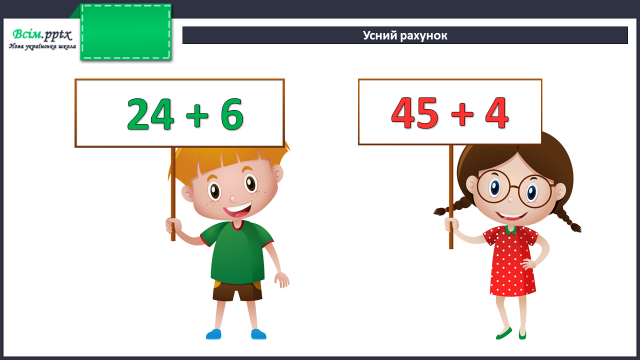 Всім.pptx
Нова українська школа
Усний рахунок
24 + 6
45 + 4